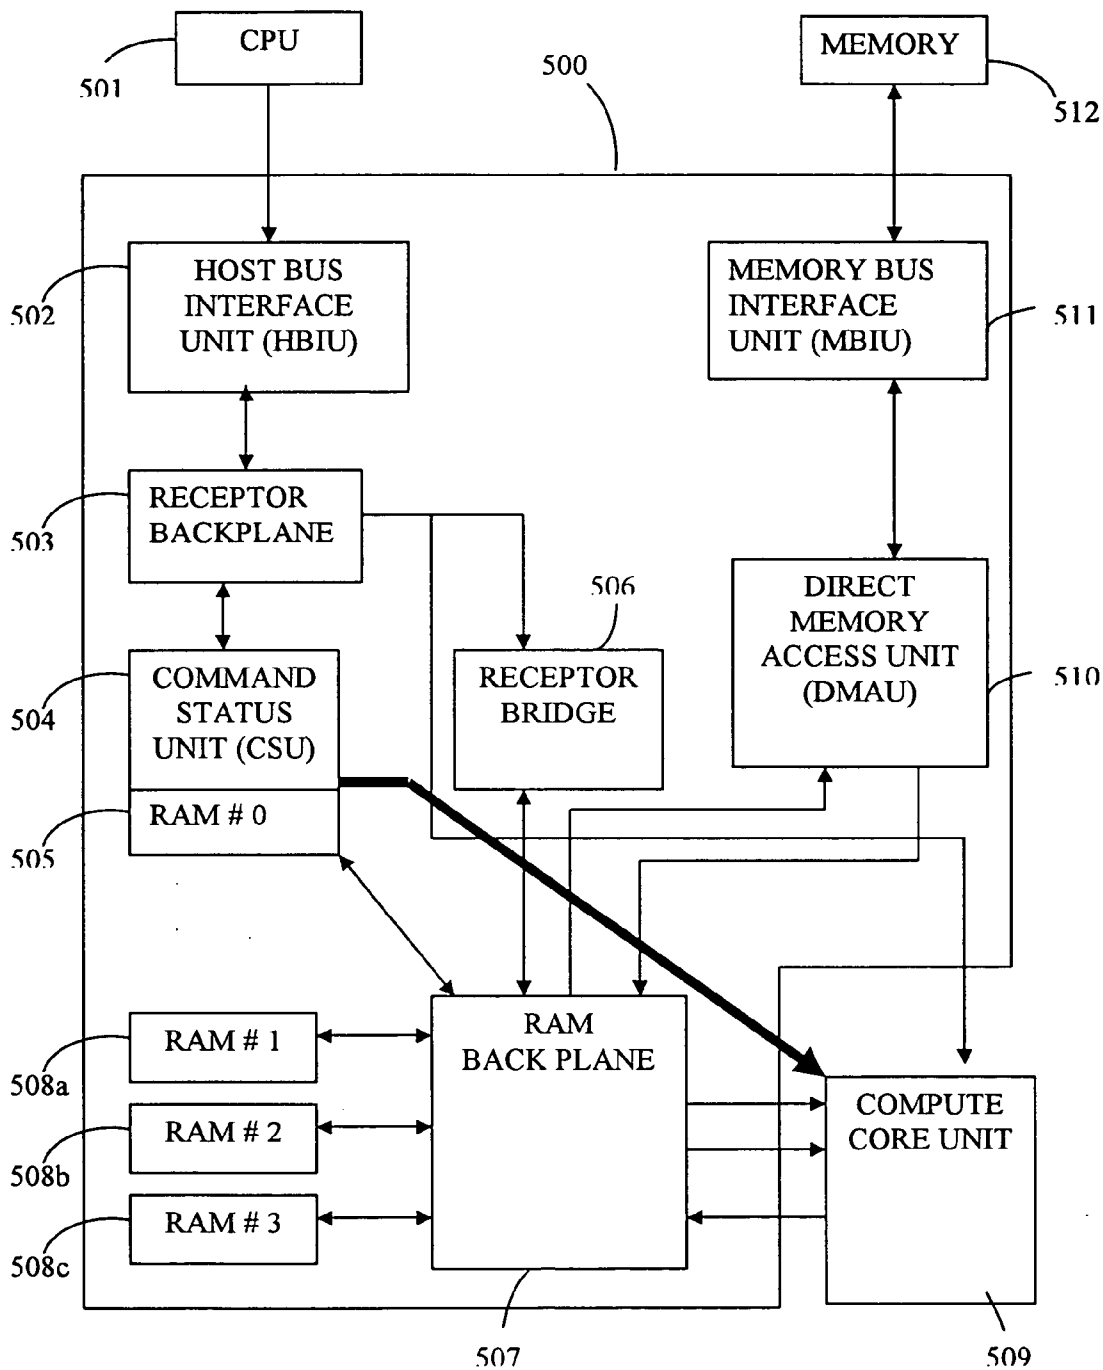 CPU
501
500
MEMORY
512
HOST BUS
INTERFACE
UNIT (HBIU)
502
MEMORY BUS
INTERFACE
UNIT (MBIU)
511
RECEPTOR
BACKPLANE
503
506
DIRECT
MEMORY
ACCESS UNIT
(DMAU)
510
COMMAND
STATUS
UNIT (CSU)
504
RECEPTOR
BRIDGE
RAM # 0
505
RAM
BACK PLANE
RAM # 1
508a
RAM # 2
508b
RAM # 3
508c
COMPUTE
CORE UNIT
507
509